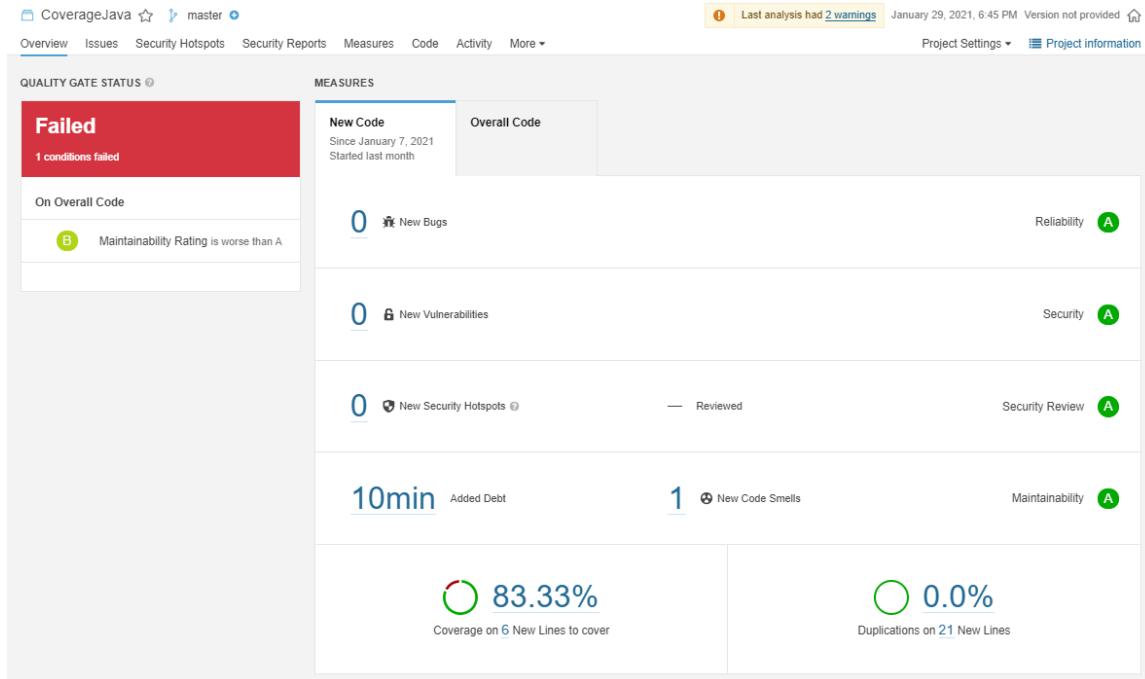 CoverageJava master Last analysis had 2 warnings January 29, 2021, 6:45 PM Version not provided
Overview Issues Security Hotspots Security Reports Measures Code Activity More Project Settings Project information
QUALITY GATE STATUS ?
Failed
1 conditions failed
On Overall Code
B Maintainability Rating is worse than A
MEASURES
New Code
Since January 7, 2021
Started last month
Overall Code
0 New Bugs Reliability A
0 New Vulnerabilities Security A
0 New Security Hotspots ? — Reviewed Security Review A
10min Added Debt 1 New Code Smells Maintainability A
83.33%
Coverage on 6 New Lines to cover
0.0%
Duplications on 21 New Lines